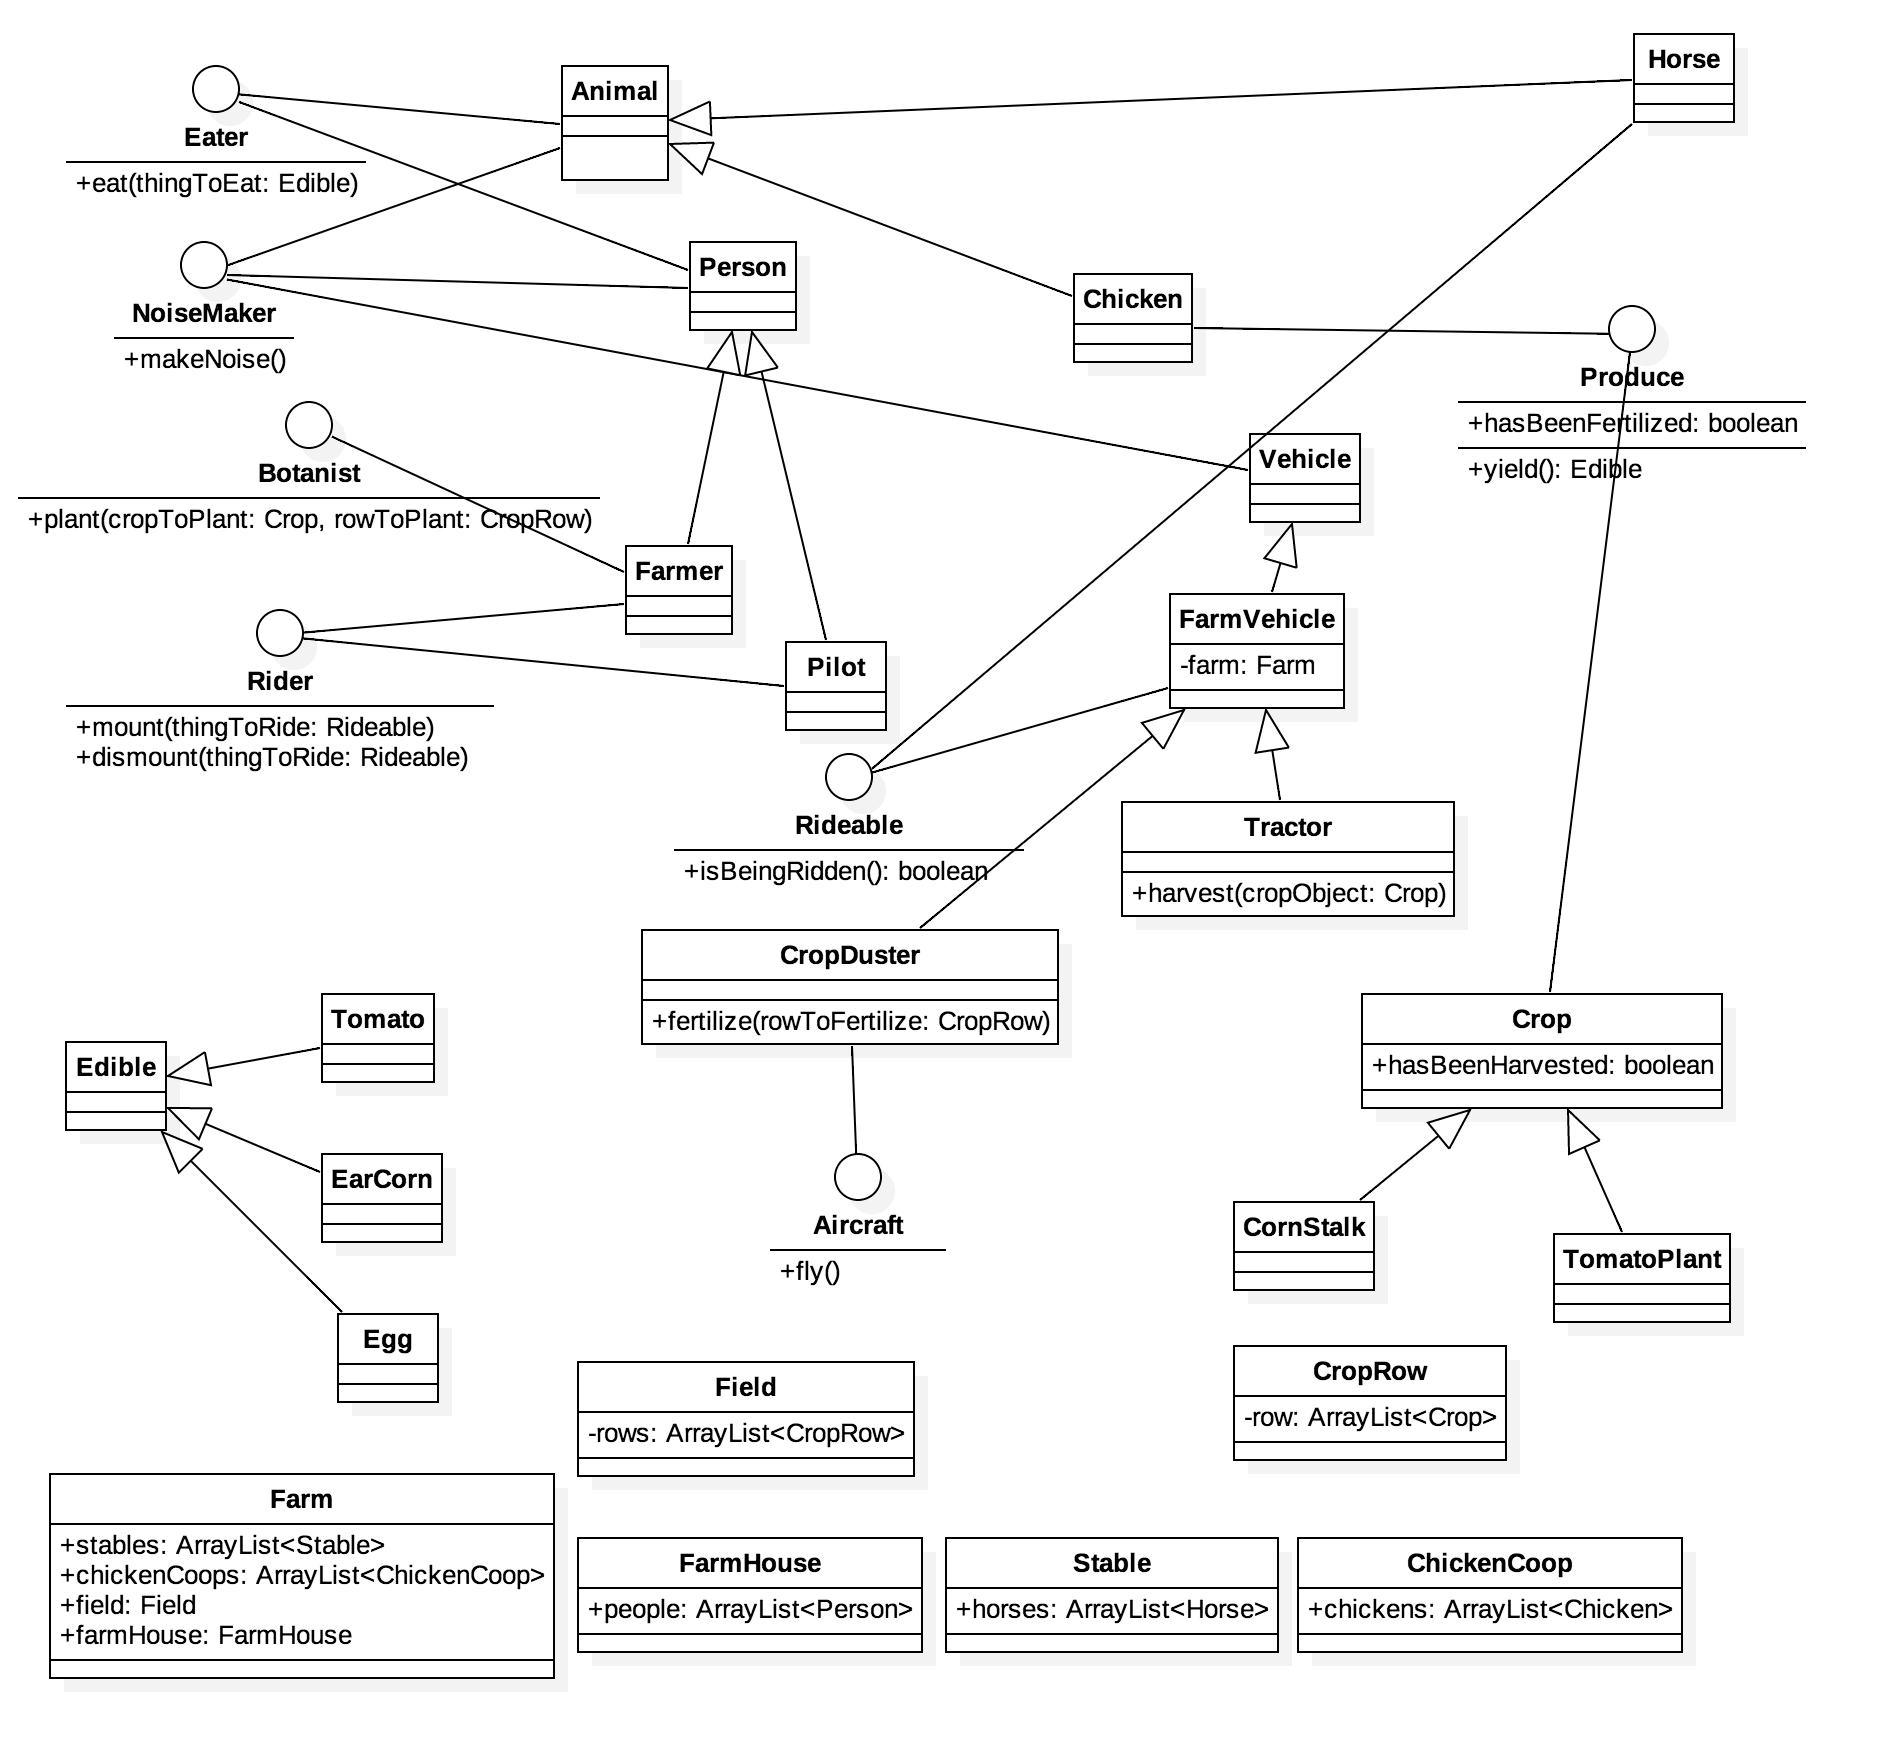 Horse
Animal
Eater
+eat(thingToEat: Edible)
Person
Chicken
NoiseMaker
+makeNoise()
Produce
+hasBeenFertilized: boolean
+yield(): Edible
Vehicle
Botanist
+plant(cropToPlant: Crop, rowToPlant: CropRow)
Farmer
FarmVehicle
-farm: Farm
Pilot
Rider
+mount(thingToRide: Rideable)
+dismount(thingToRide: Rideable)
Rideable
+isBeingRidden(): boolean
Tractor
+harvest(cropObject: Crop)
CropDuster
+fertilize(rowToFertilize: CropRow)
Tomato
Crop
+hasBeenHarvested: boolean
Edible
EarCorn
Aircraft
+fly()
CornStalk
TomatoPlant
Egg
Field
-rows: ArrayList<CropRow>
CropRow
-row: ArrayList<Crop>
Farm
+stables: ArrayList<Stable>
+chickenCoops: ArrayList<ChickenCoop>
+field: Field
+farmHouse: FarmHouse
FarmHouse
+people: ArrayList<Person>
Stable
+horses: ArrayList<Horse>
ChickenCoop
+chickens: ArrayList<Chicken>